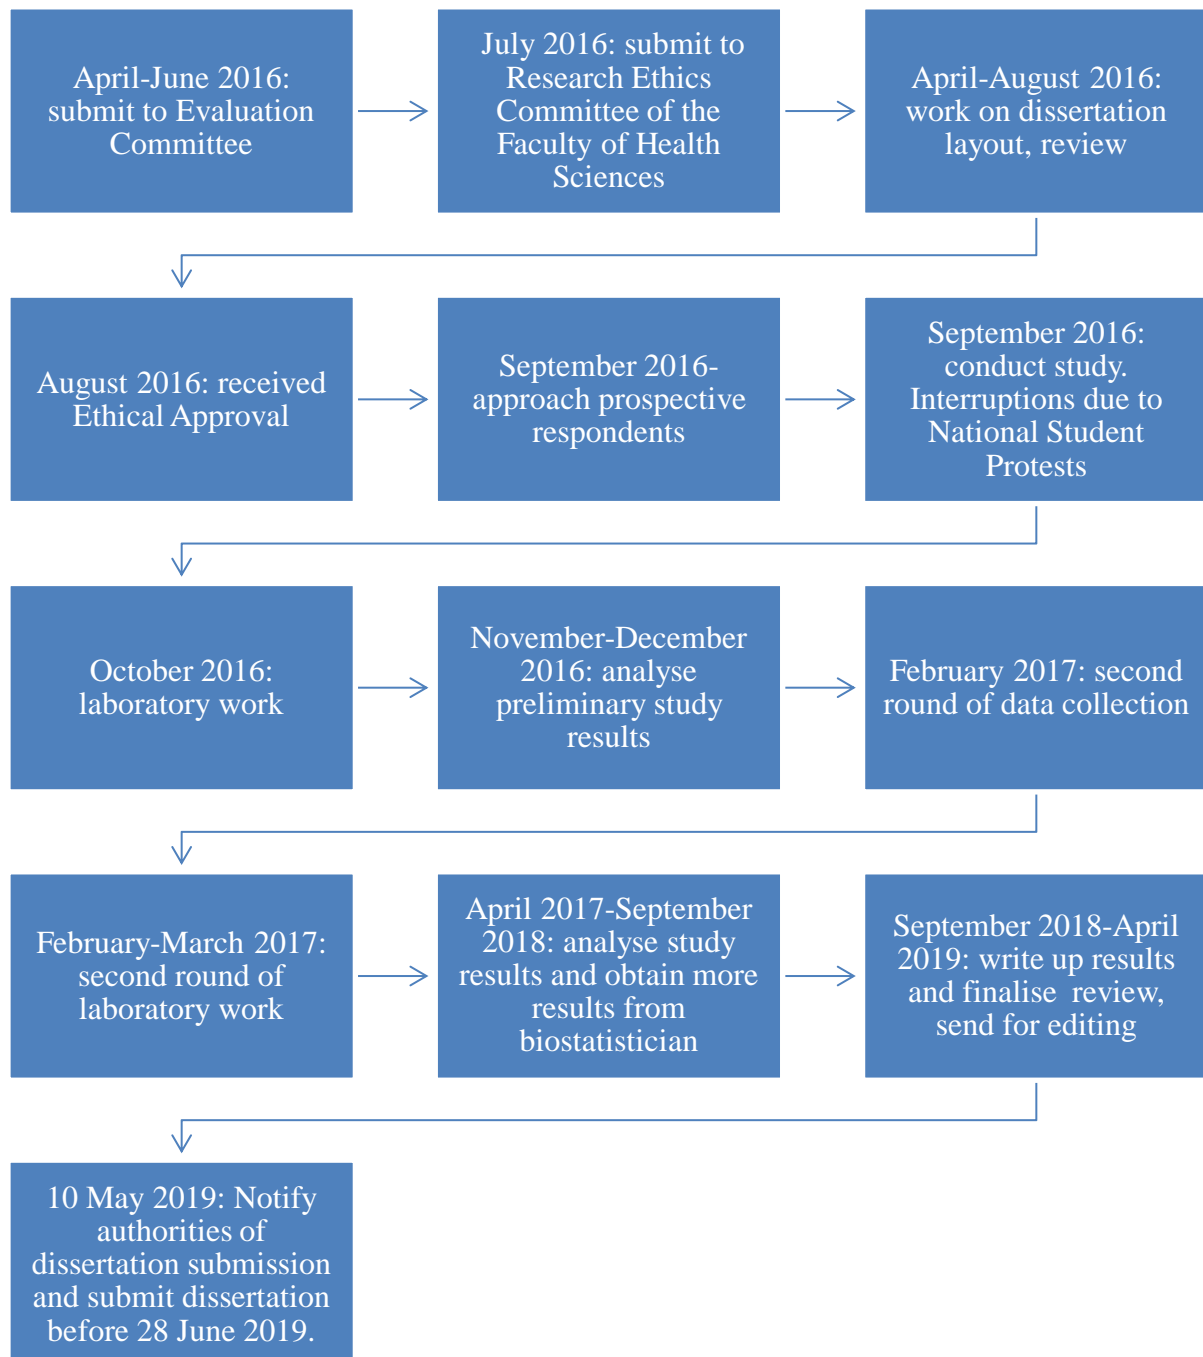 April-June 2016:
submit to Evaluation
Committee
July 2016: submit to
Research Ethics
Committee of the
Faculty of Health
Sciences
April-August 2016:
work on dissertation
layout, review
August 2016: received
Ethical Approval
September 2016-
approach prospective
respondents
September 2016:
conduct study.
Interruptions due to
National Student
Protests
October 2016:
laboratory work
November-December
2016: analyse
preliminary study
results
February 2017: second
round of data collection
February-March 2017:
second round of
laboratory work
April 2017-September
2018: analyse study
results and obtain more
results from
biostatistician
September 2018-April
2019: write up results
and finalise review,
send for editing
10 May 2019: Notify
authorities of
dissertation submission
and submit dissertation
before 28 June 2019.